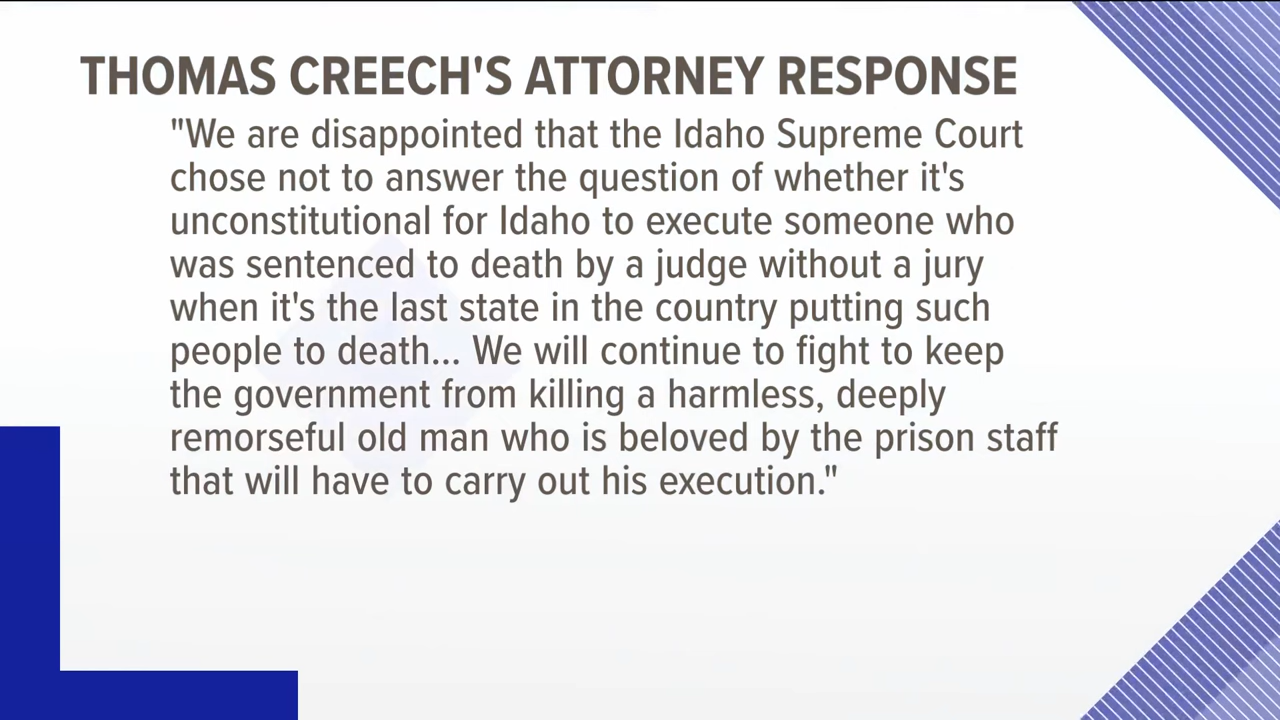 THOMAS CREECH'S ATTORNEY RESPONSE
"We are disappointed that the Idaho Supreme Court
chose not to answer the question of whether it's
unconstitutional for Idaho to execute someone who
was sentenced to death by a judge without a jury
when it's the last state in the country putting such
people to death... We will continue to fight to keep
the government from killing a harmless, deeply
remorseful old man who is beloved by the prison staff
that will have to carry out his execution."